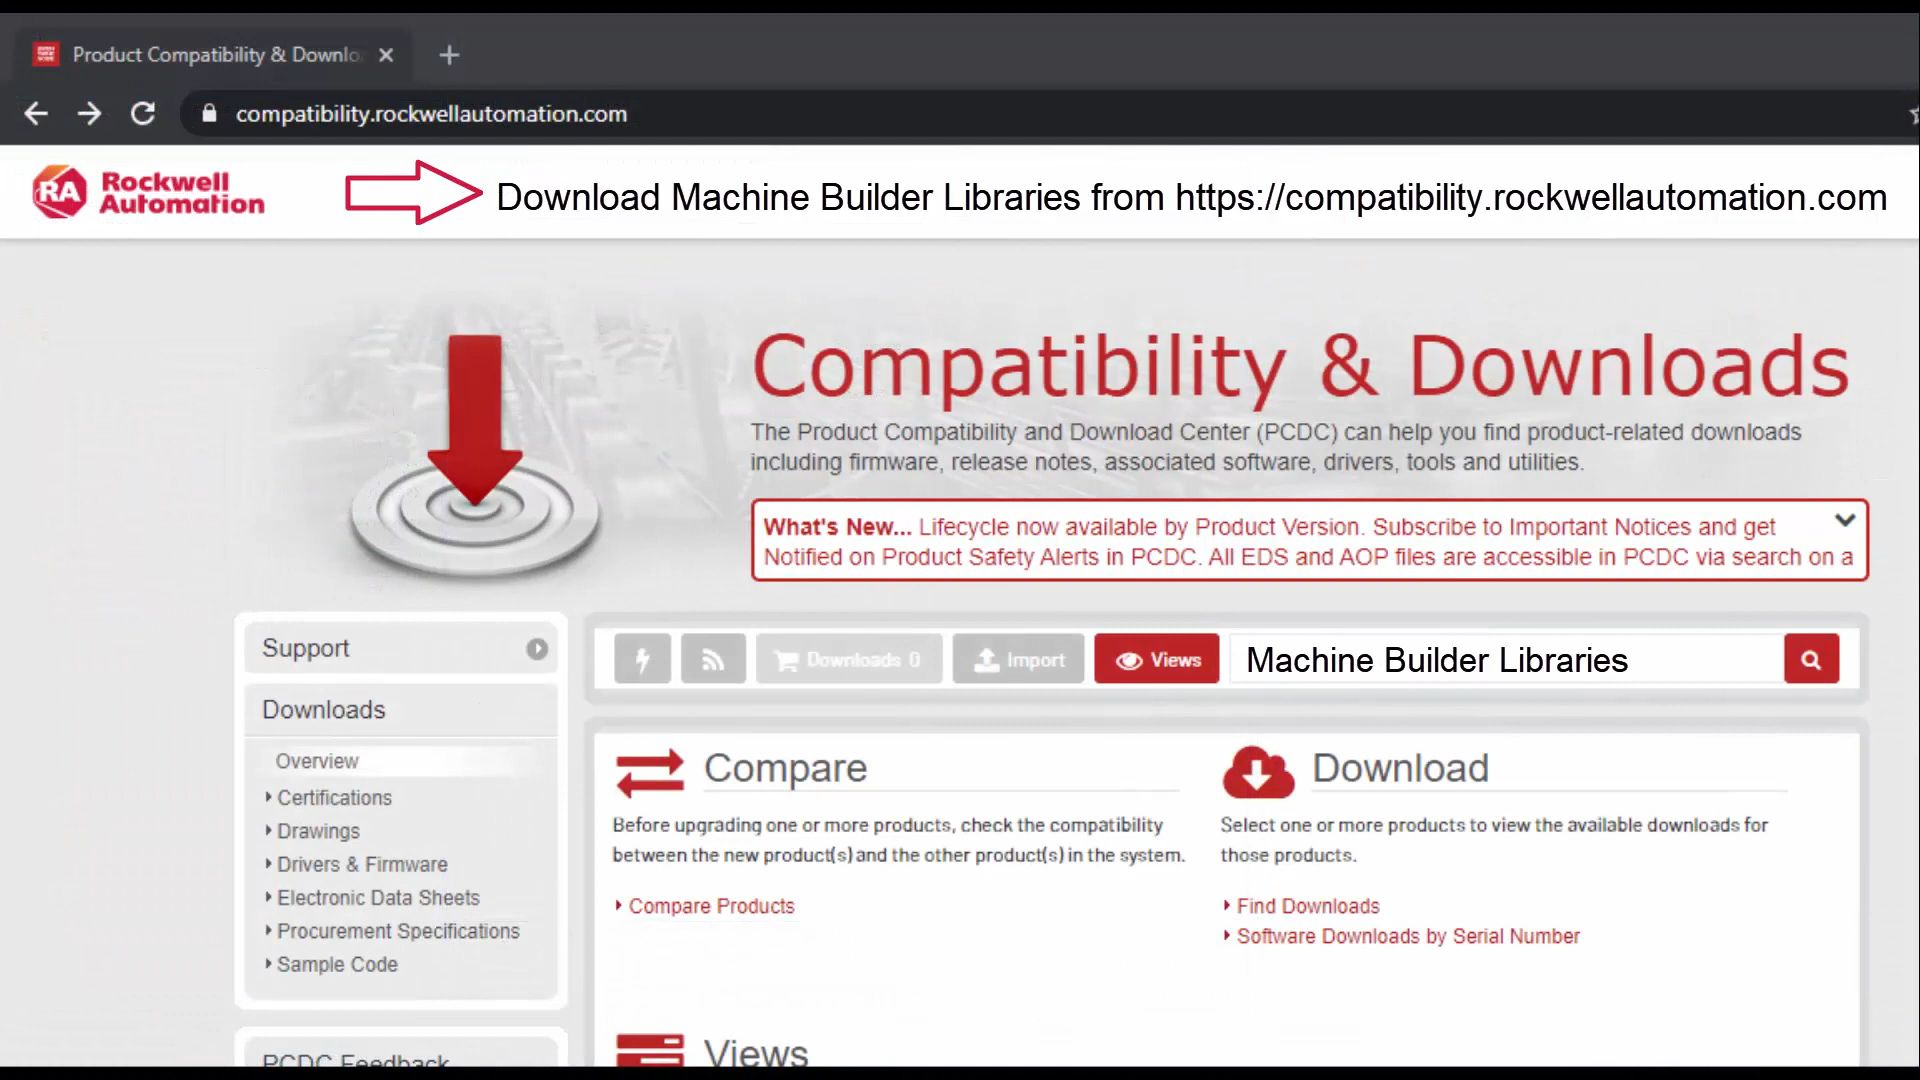 Product Compatibility & Downlo
compatibility.rockwellautomation.com
RA
Rockwell
Automation
Download Machine Builder Libraries from https://compatibility.rockwellautomation.com
Compatibility & Downloads
The Product Compatibility and Download Center (PCDC) can help you find product-related downloads
including firmware, release notes, associated software, drivers, tools and utilities.
What's New... Lifecycle now available by Product Version. Subscribe to Important Notices and get
Notified on Product Safety Alerts in PCDC. All EDS and AOP files are accessible in PCDC via search on a
Support
Downloads
Overview
Certifications
Drawings
Drivers & Firmware
Electronic Data Sheets
Procurement Specifications
Sample Code
PCDC Feedback
Downloads 0
Import
Views
Machine Builder Libraries
Compare
Before upgrading one or more products, check the compatibility
between the new product(s) and the other product(s) in the system.
Compare Products
Download
Select one or more products to view the available downloads for
those products.
Find Downloads
Software Downloads by Serial Number
Views